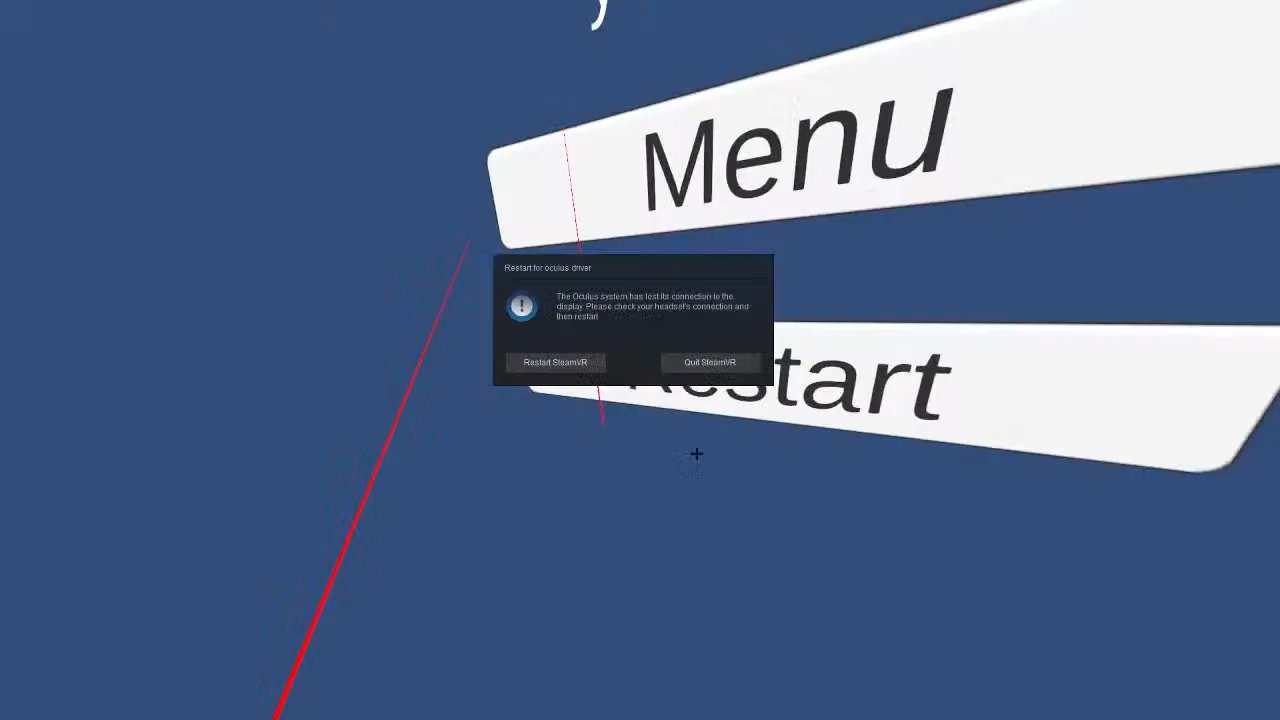 y
Menu
Restart for oculus driver
The Oculus system has lost its connection to the
display. Please check your headset's connection and
then restart
Restart SteamVR
Quit SteamVR
Restart